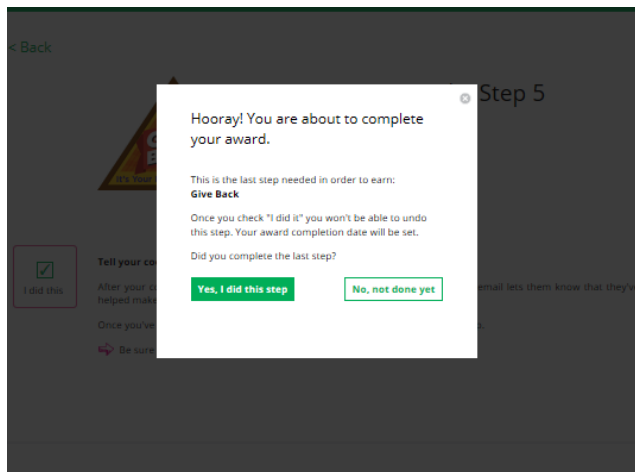 < Back
Step 5
Hooray! You are about to complete
your award.
It's Your
This is the last step needed in order to earn:
Give Back
Once you check "I did it" you won't be able to undo
this step. Your award completion date will be set.
Did you complete the last step?
Yes, I did this step
No, not done yet
Tell your
I did this
After your
email lets them know that they've
helped make
Once you've
Be sure